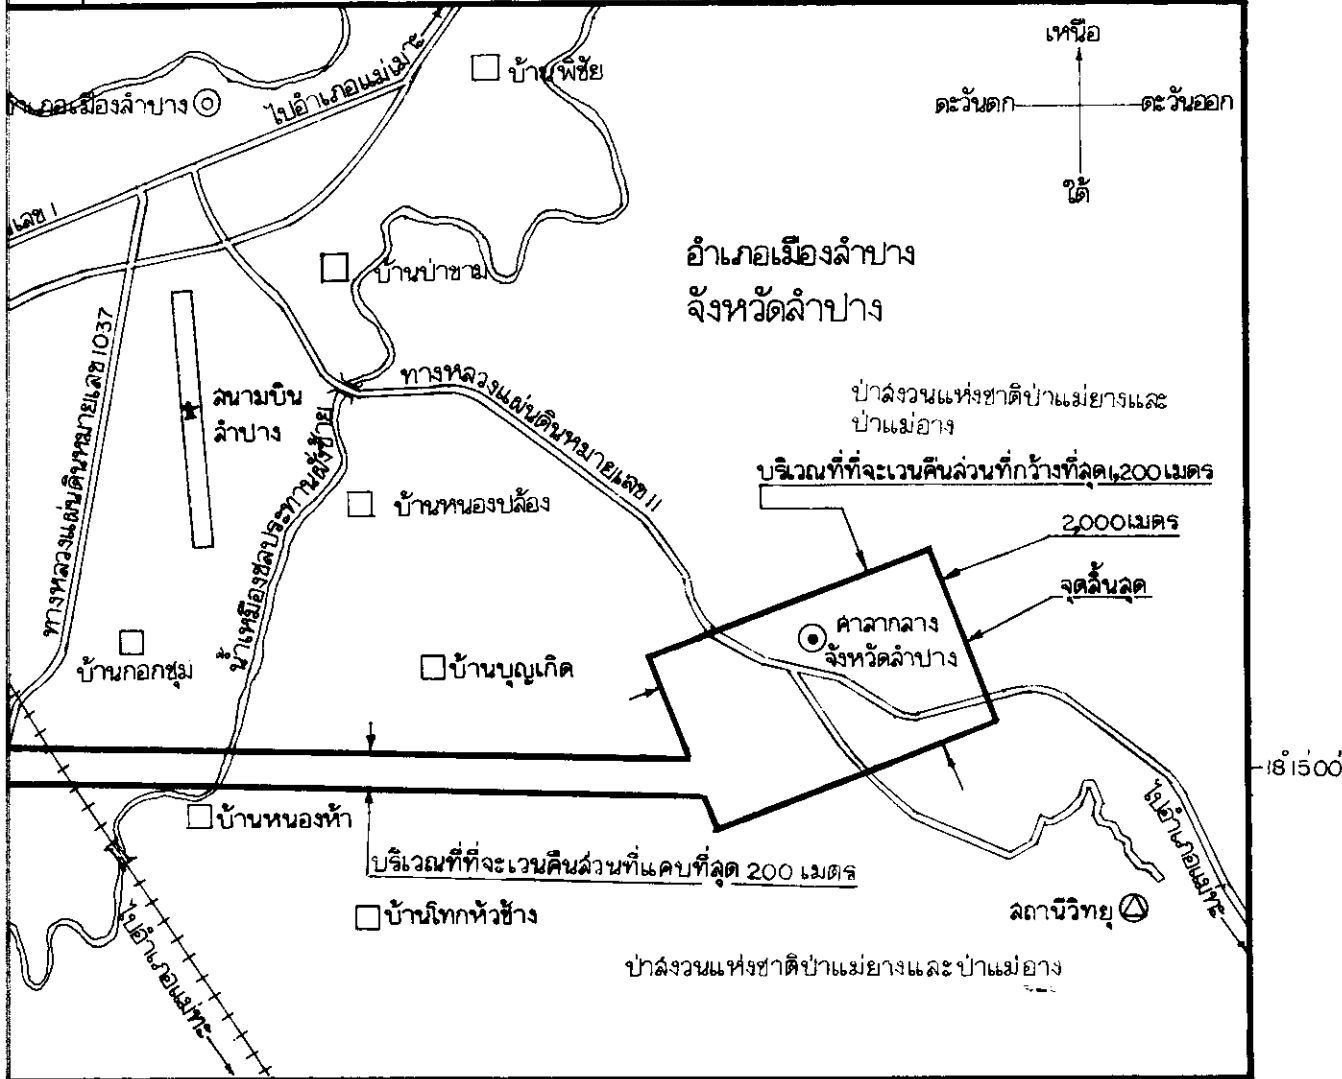 เหนือ
ตะวันตก
ตะวันออก
ใต้
บ้านพิชัย
ไปอำเภอแม่เมาะ
อำเภอเมืองลำปาง
เลข 1
บ้านป่าขาม
อำเภอเมืองลำปาง
จังหวัดลำปาง
ทางหลวงแผ่นดินหมายเลข 1037
สนามบิน
ลำปาง
ทางหลวงแผ่นดินหมายเลข 11
ป่าสงวนแห่งชาติป่าแม่ยางและ
ป่าแม่อาง
บริเวณที่ที่จะเวนคืนส่วนที่กว้างที่สุด 1,200 เมตร
2,000 เมตร
จุดสิ้นสุด
บ้านหนองปล้อง
น้ำเหมืองชลประทานฝั่งซ้าย
ศาลากลาง
จังหวัดลำปาง
บ้านกอกชุม
บ้านบุญเกิด
18°15'00
บ้านหนองห้า
ไปอำเภอแม่ทะ
บริเวณที่ที่จะเวนคืนส่วนที่แคบที่สุด 200 เมตร
บ้านโทกหัวช้าง
สถานีวิทยุ
ไปอำเภอแม่ทะ
ป่าสงวนแห่งชาติป่าแม่ยางและป่าแม่อาง